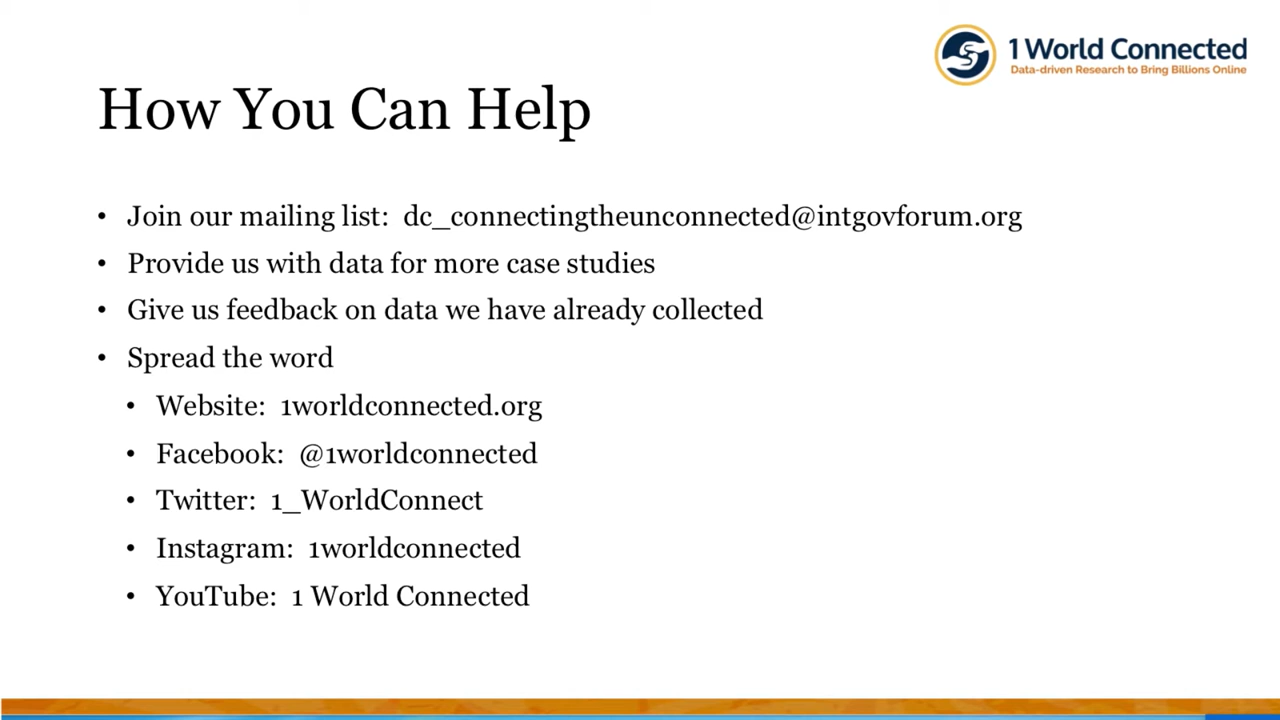 1 World Connected
Data-driven Research to Bring Billions Online
How You Can Help
• Join our mailing list: dc_connectingtheunconnected@intgovforum.org
• Provide us with data for more case studies
• Give us feedback on data we have already collected
• Spread the word
• Website: 1worldconnected.org
• Facebook: @1worldconnected
• Twitter: 1_WorldConnect
• Instagram: 1worldconnected
• YouTube: 1 World Connected